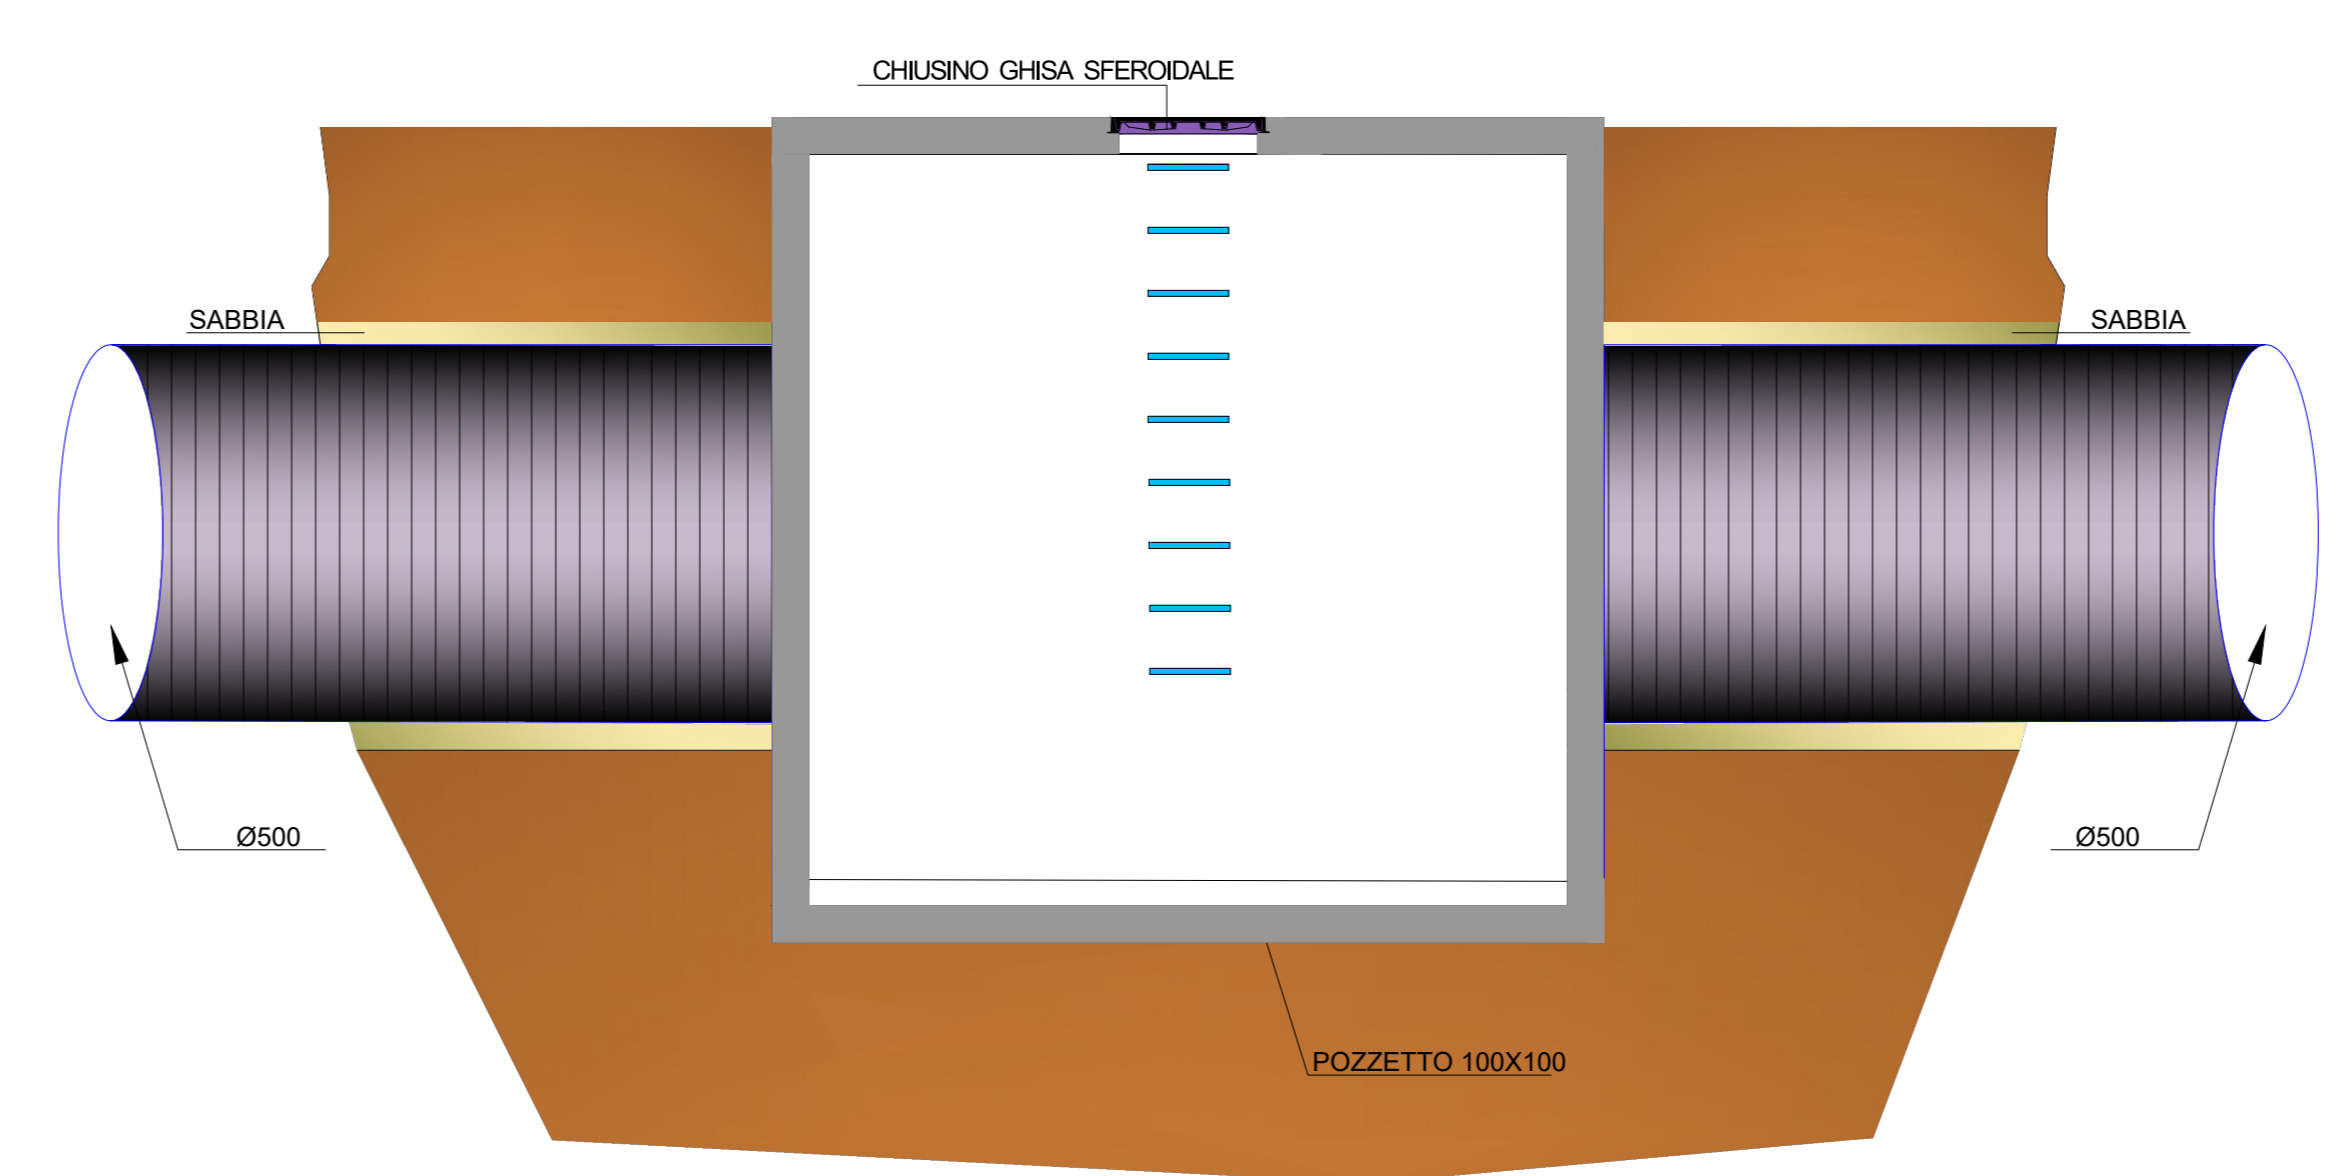 CHIUSINO GHISA SFEROIDALE
SABBIA
SABBIA
Ø500
Ø500
POZZETTO 100X100